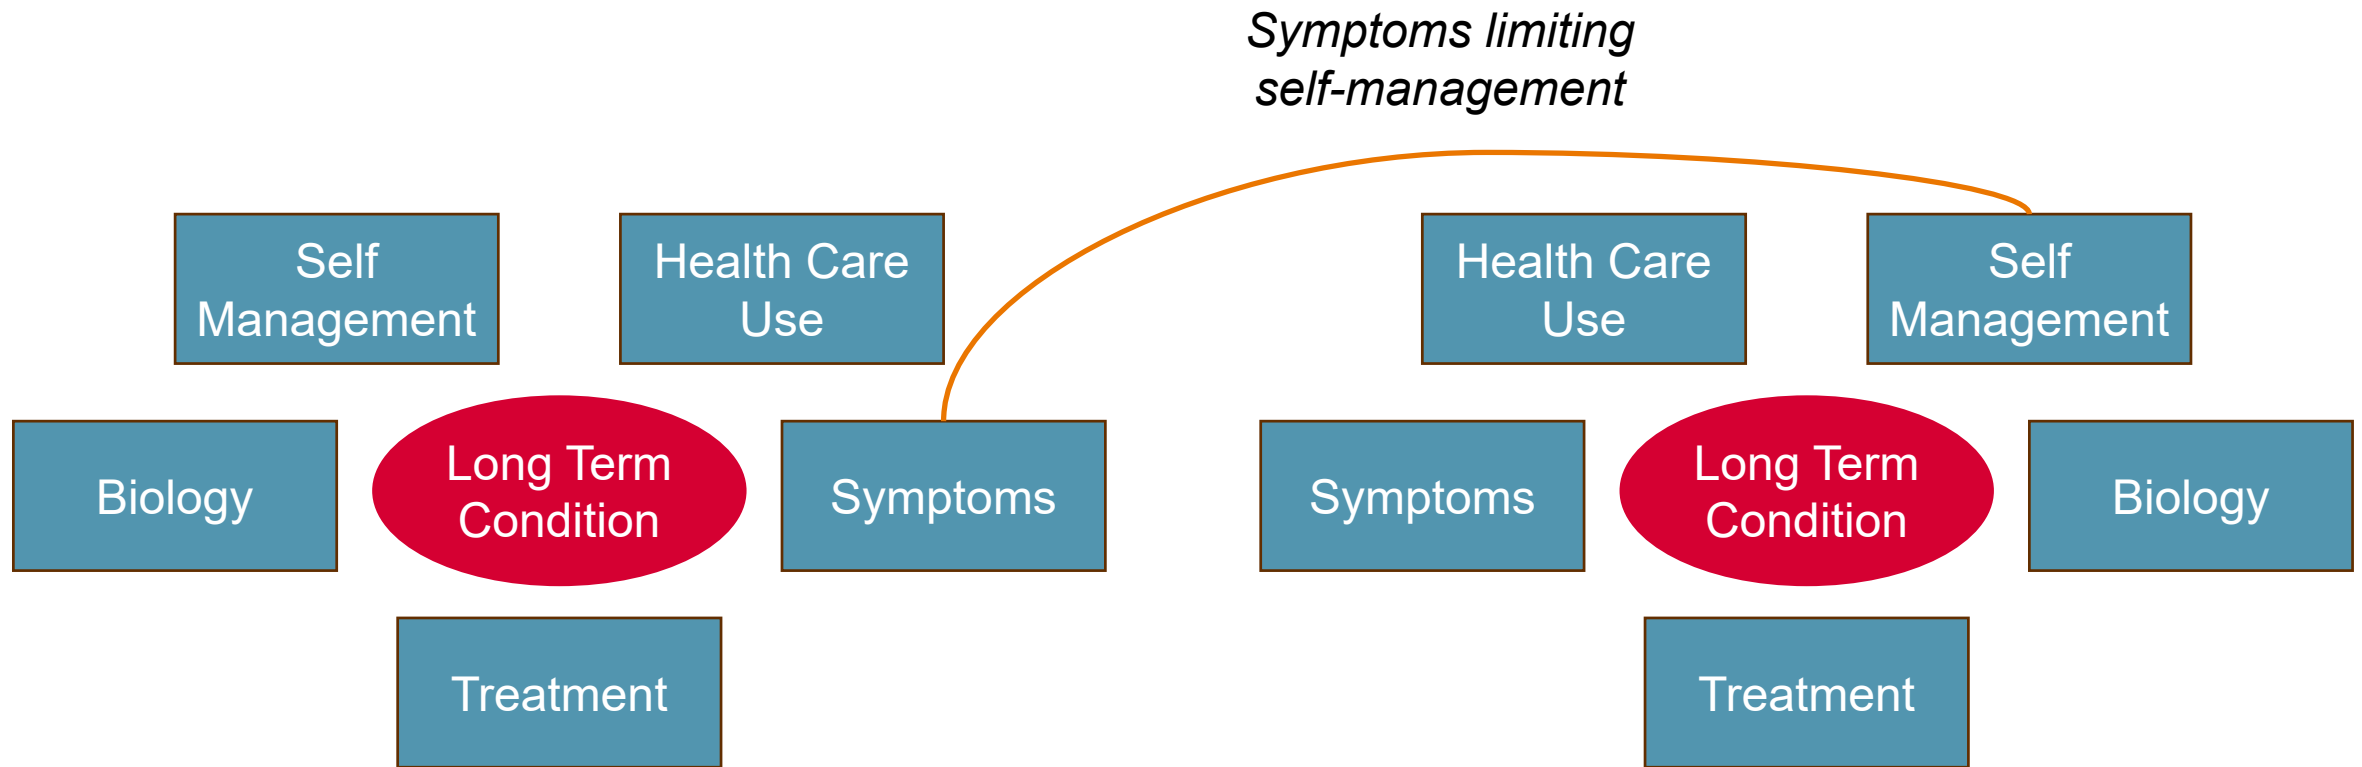 Symptoms limiting
self-management
Self
Management
Health Care
Use
Biology
Long Term
Condition
Symptoms
Treatment
Health Care
Use
Self
Management
Symptoms
Long Term
Condition
Biology
Treatment